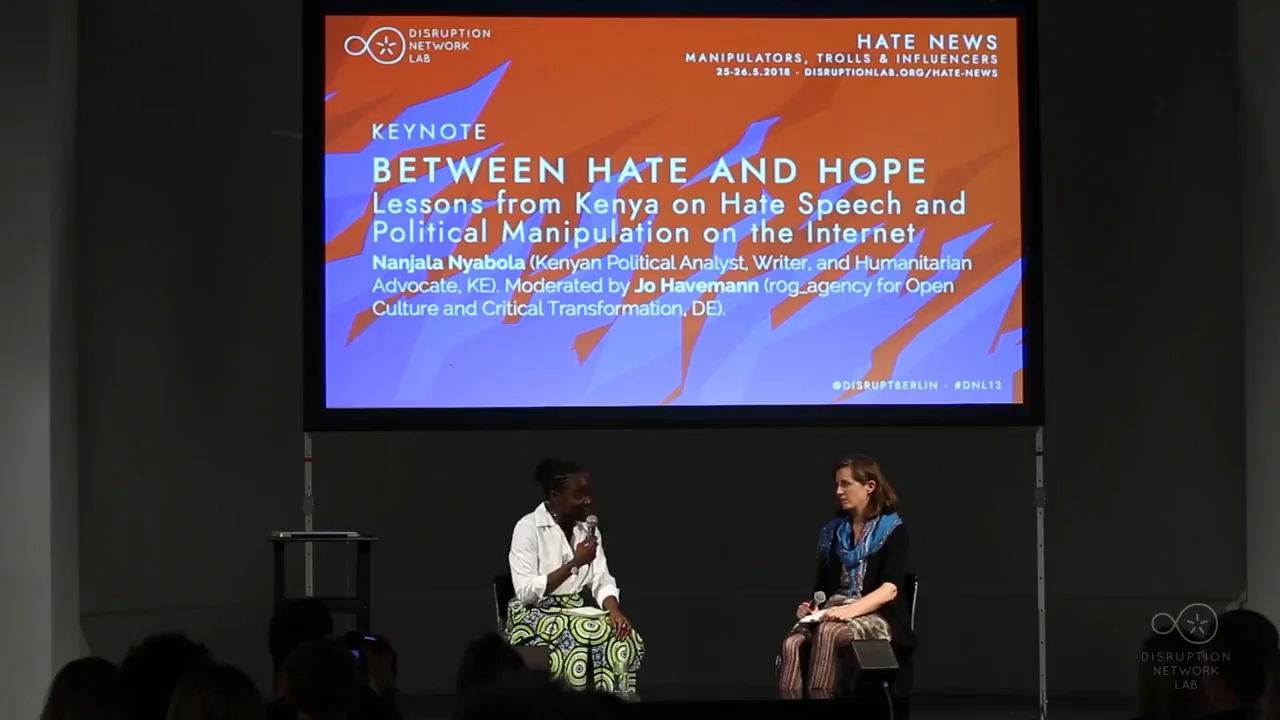 DISRUPTION
NETWORK
LAB
HATE NEWS
MANIPULATORS, TROLLS & INFLUENCERS
25-26.5.2018 - DISRUPTIONLAB.ORG/HATE-NEWS
KEYNOTE
BETWEEN HATE AND HOPE
Lessons from Kenya on Hate Speech and
Political Manipulation on the Internet
Nanjala Nyabola (Kenyan Political Analyst, Writer, and Humanitarian
Advocate, KE). Moderated by Jo Havemann (r0g_agency for Open
Culture and Critical Transformation, DE).
@DISRUPTBERLIN - #DNL13
DISRUPTION
NETWORK
LAB